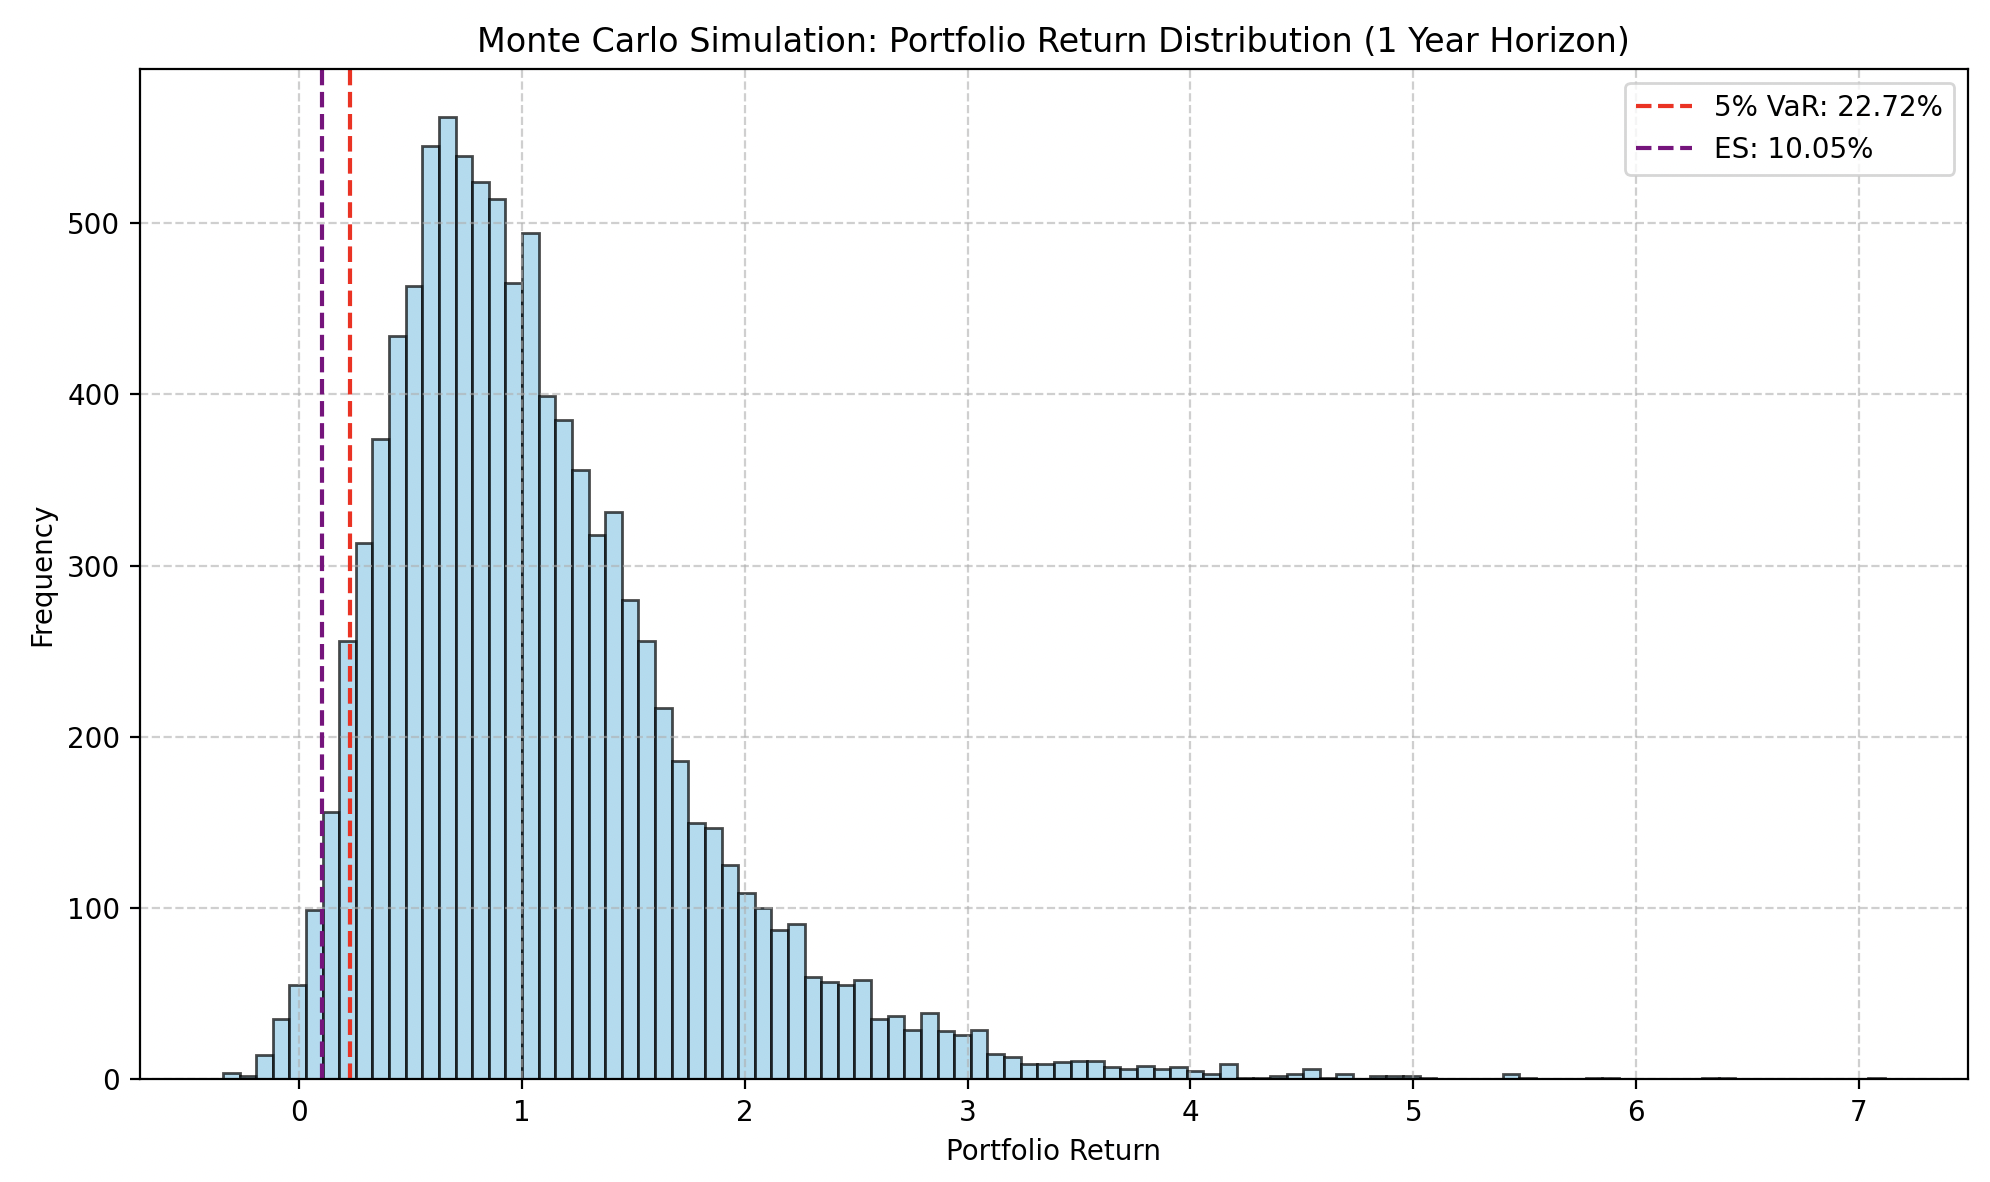 Monte Carlo Simulation: Portfolio Return Distribution (1 Year Horizon)
5% VaR: 22.72%
ES: 10.05%
Frequency
500
400
300
200
100
0
0 1 2 3 4 5 6 7
Portfolio Return